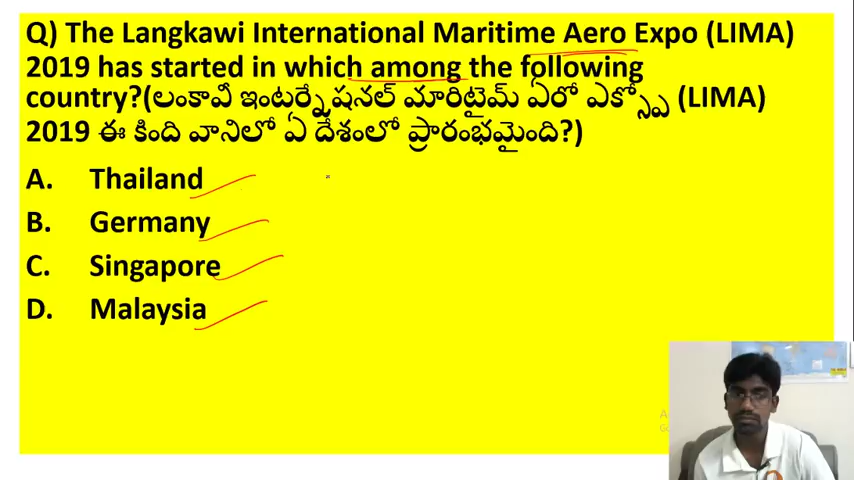 Q) The Langkawi International Maritime Aero Expo (LIMA)
2019 has started in which among the following
country?(లంకావీ ఇంటర్నేషనల్ మారిటైమ్ ఏరో ఎక్స్పో (LIMA)
2019 ఈ కింది వానిలో ఏ దేశంలో ప్రారంభమైంది?)
A. Thailand
B. Germany
C. Singapore
D. Malaysia